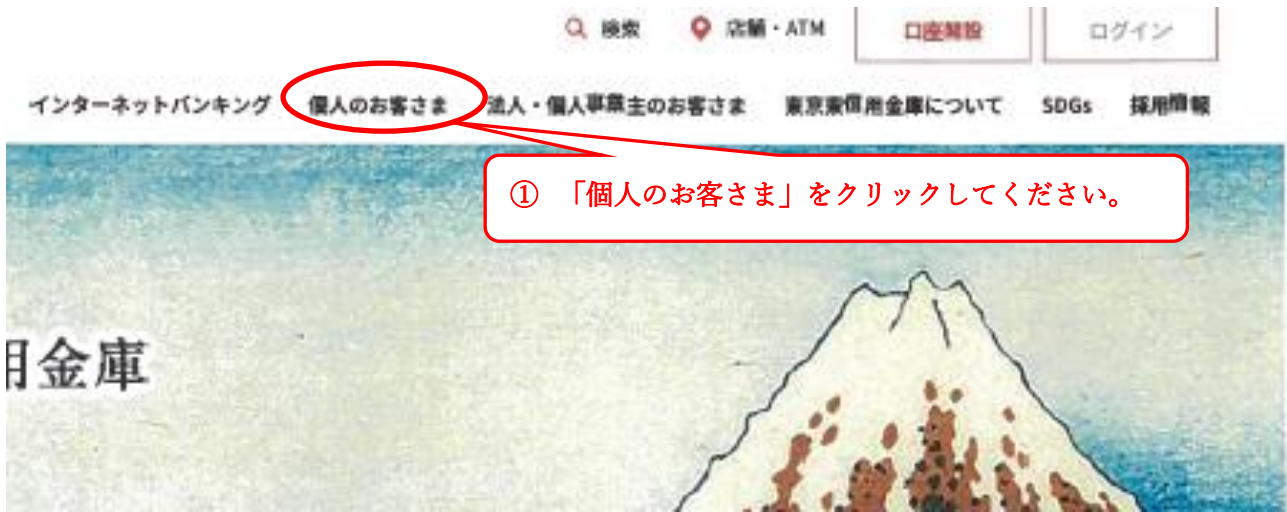 検索 店舗・ATM 口座開設 ログイン
インターネットバンキング 個人のお客さま 法人・個人事業主のお客さま 東京東信用金庫について SDGs 採用情報
① 「個人のお客さま」をクリックしてください。
用金庫